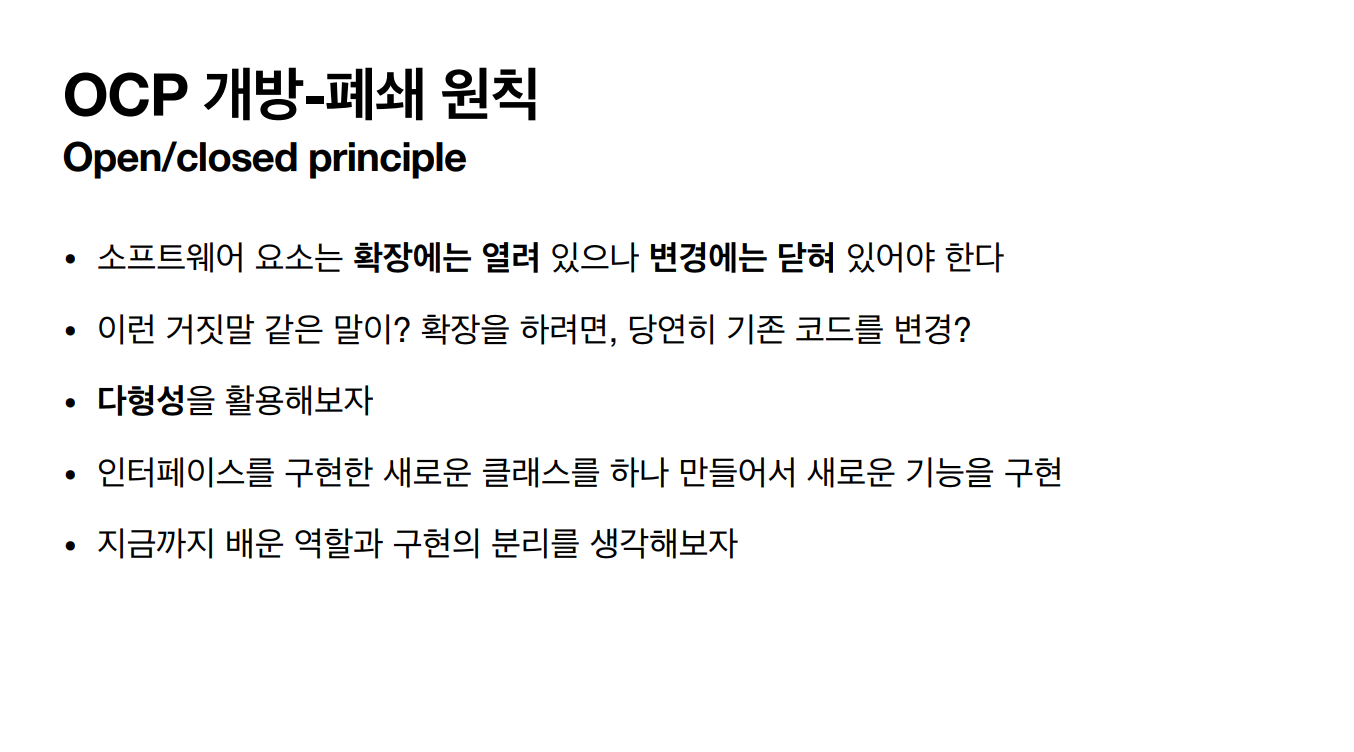 OCP 개방-폐쇄 원칙
Open/closed principle
• 소프트웨어 요소는 확장에는 열려 있으나 변경에는 닫혀 있어야 한다
• 이런 거짓말 같은 말이? 확장을 하려면, 당연히 기존 코드를 변경?
• 다형성을 활용해보자
• 인터페이스를 구현한 새로운 클래스를 하나 만들어서 새로운 기능을 구현
• 지금까지 배운 역할과 구현의 분리를 생각해보자